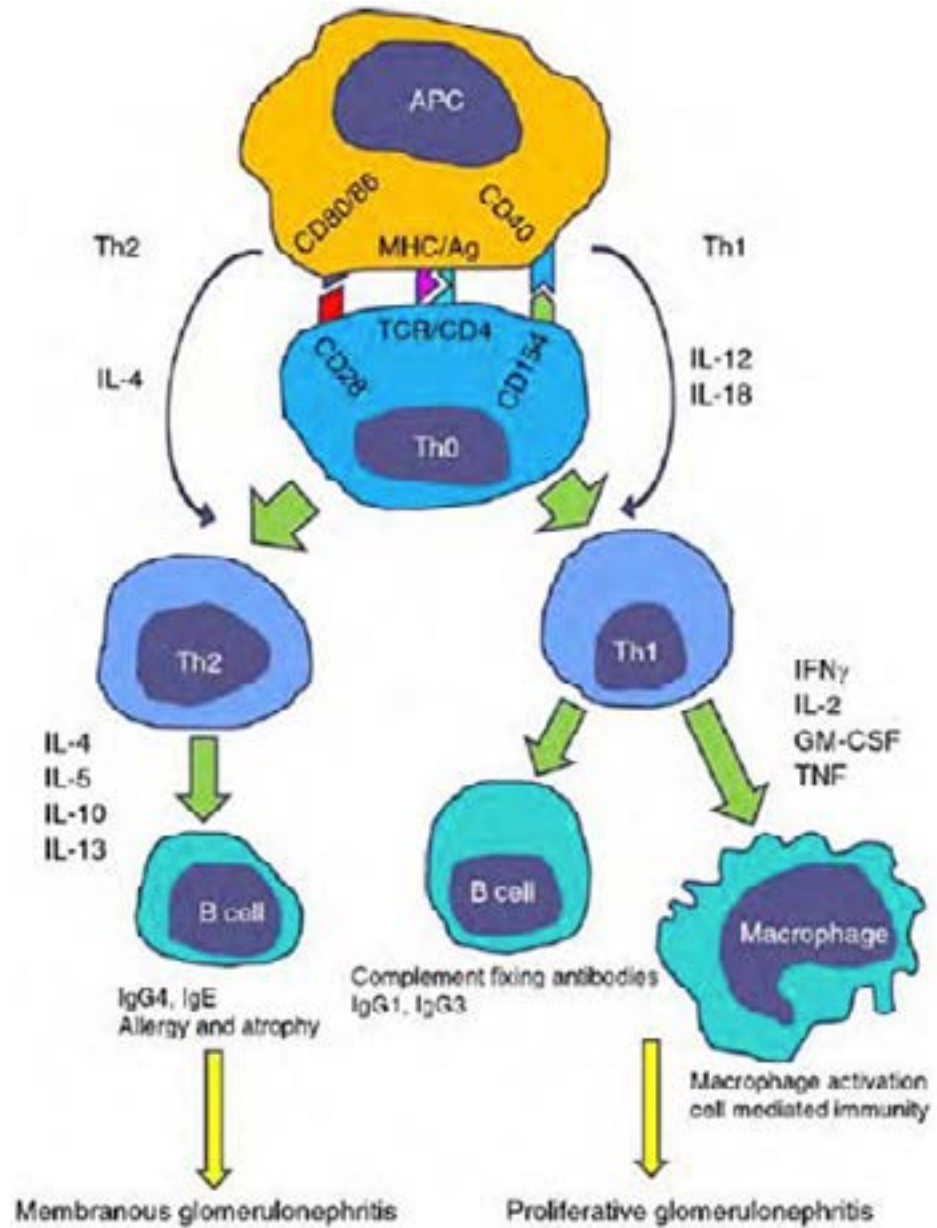 APC
CD80/86
CD40
MHC/Ag
Th2
Th1
TCR/CD4
CD28
CD154
IL-4
IL-12
IL-18
Th0
Th2
Th1
IL-4
IL-5
IL-10
IL-13
IFNγ
IL-2
GM-CSF
TNF
B cell
B cell
Macrophage
IgG4, IgE
Allergy and atrophy
Complement fixing antibodies
IgG1, IgG3
Macrophage activation
cell mediated immunity
Membranous glomerulonephritis
Proliferative glomerulonephritis